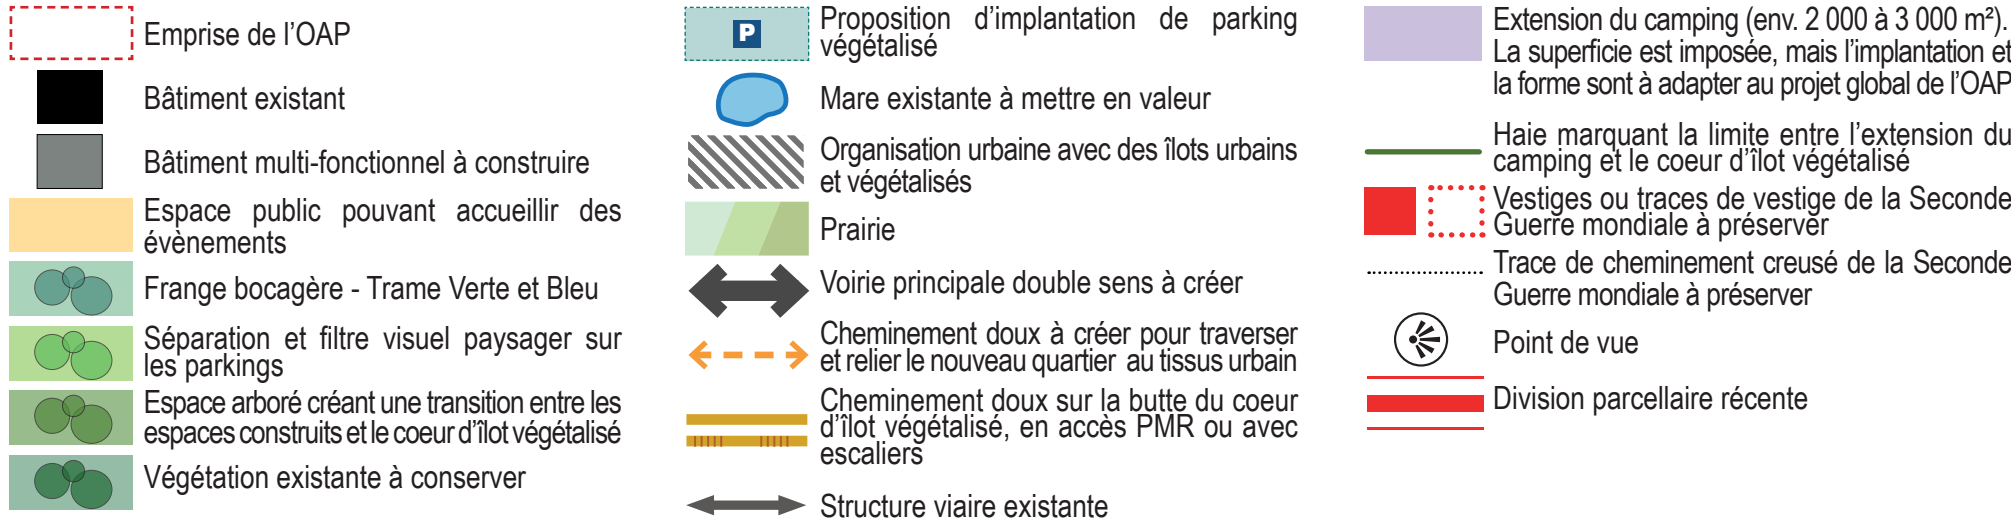 Emprise de l'OAP
Bâtiment existant
Bâtiment multi-fonctionnel à construire
Espace public pouvant accueillir des
évènements
Frange bocagère - Trame Verte et Bleu
Séparation et filtre visuel paysager sur
les parkings
Espace arboré créant une transition entre les
espaces construits et le coeur d'îlot végétalisé
Végétation existante à conserver
P
Proposition d'implantation de parking
végétalisé
Mare existante à mettre en valeur
Organisation urbaine avec des îlots urbains
et végétalisés
Prairie
Voirie principale double sens à créer
Cheminement doux à créer pour traverser
et relier le nouveau quartier au tissus urbain
Cheminement doux sur la butte du coeur
d'îlot végétalisé, en accès PMR ou avec
escaliers
Structure viaire existante
Extension du camping (env. 2 000 à 3 000 m²).
La superficie est imposée, mais l'implantation et
la forme sont à adapter au projet global de l'OAP
Haie marquant la limite entre l'extension du
camping et le coeur d'îlot végétalisé
Vestiges ou traces de vestige de la Seconde
Guerre mondiale à préserver
Trace de cheminement creusé de la Seconde
Guerre mondiale à préserver
Point de vue
Division parcellaire récente